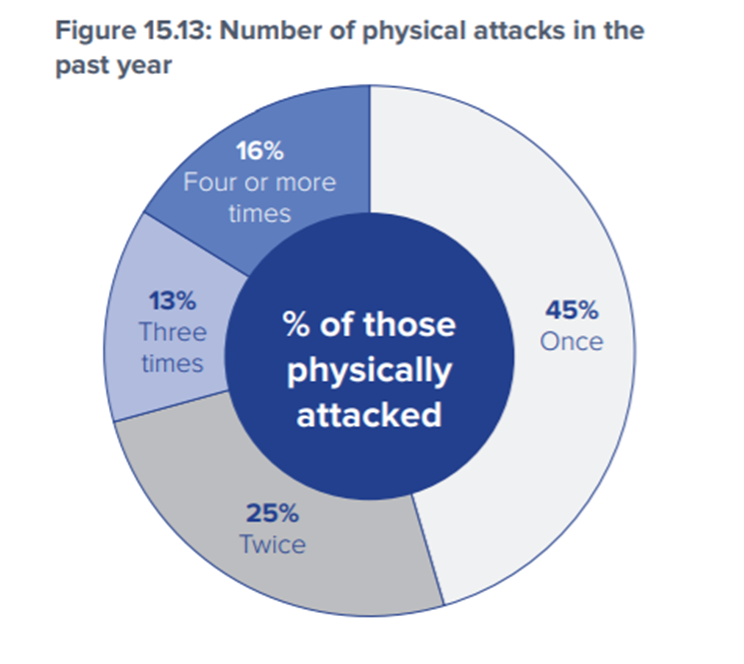 Figure 15.13: Number of physical attacks in the
past year
16%
Four or more
times
45%
Once
13%
Three
times
% of those
physically
attacked
25%
Twice